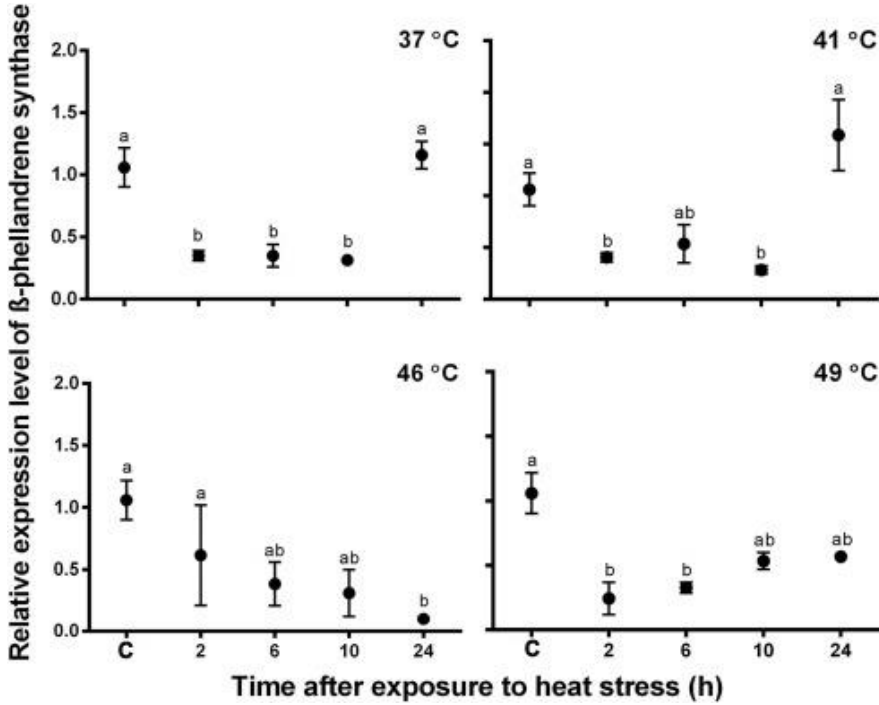 Relative expression level of ß-phellandrene synthase
37 °C
2.0
1.5
1.0
0.5
0.0
a
b
b
b
a
41 °C
a
b
ab
b
a
46 °C
2.0
1.5
1.0
0.5
0.0
a
a
ab
ab
b
C
2
6
10
24
49 °C
a
b
b
ab
ab
C
2
6
10
24
Time after exposure to heat stress (h)